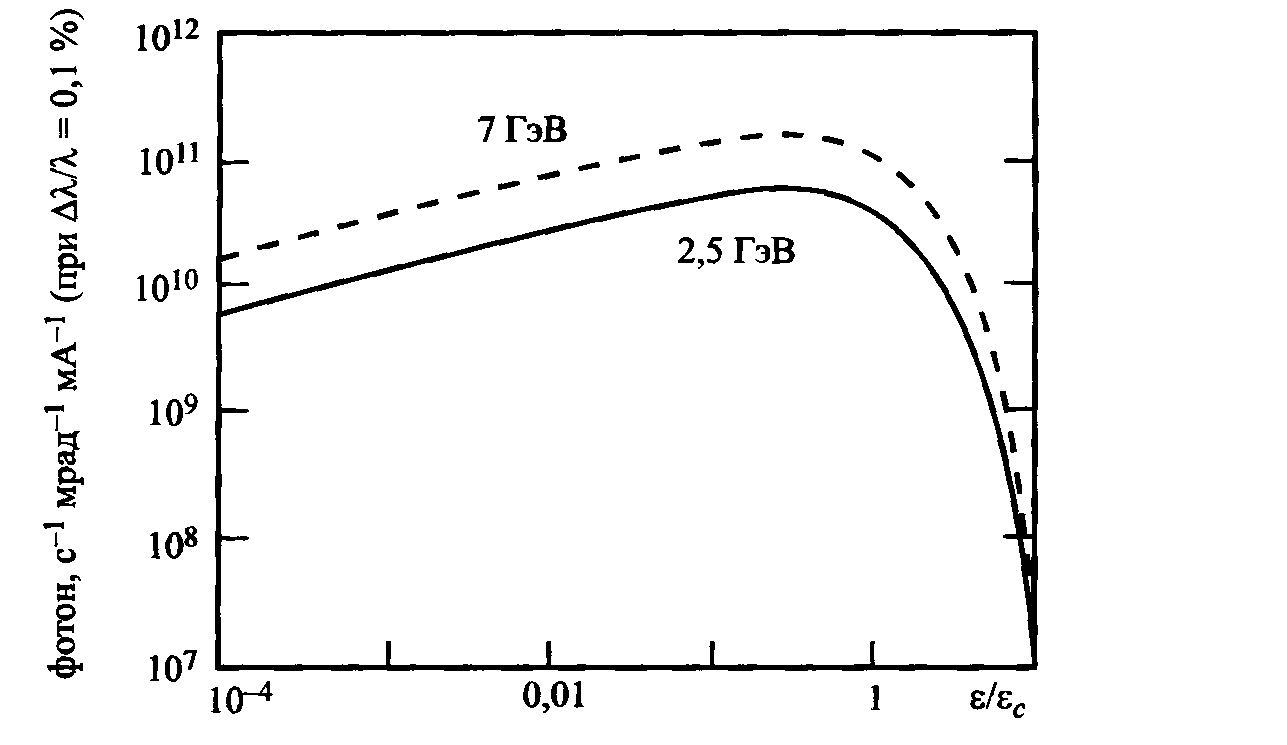 фотон, с⁻¹ мрад⁻¹ мА⁻¹ (при Δλ/λ = 0,1 %)
10¹²
10¹¹
10¹⁰
10⁹
10⁸
10⁷
7 ГэВ
2,5 ГэВ
10⁻⁴
0,01
1
ε/ε_c